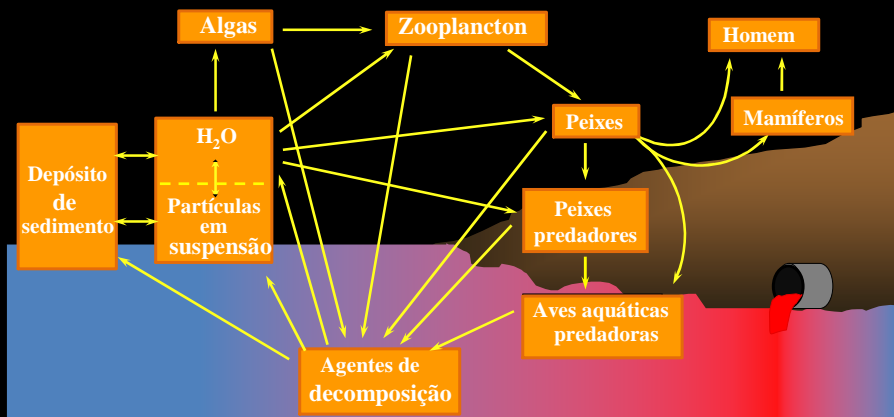 Algas
Zooplancton
Homem
Peixes
Mamíferos
H₂O
Depósito
de
sedimento
Partículas
em
suspensão
Peixes
predadores
Aves aquáticas
predadoras
Agentes de
decomposição